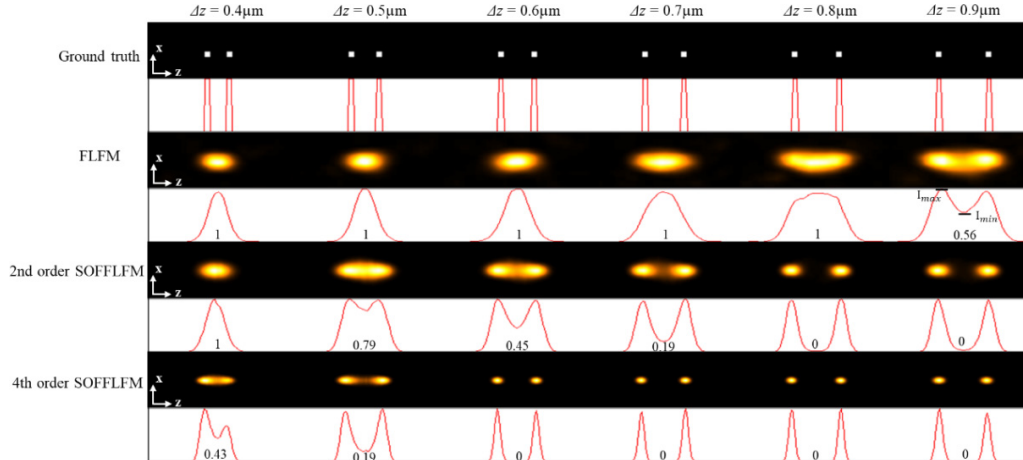 Δz = 0.4μm Δz = 0.5μm Δz = 0.6μm Δz = 0.7μm Δz = 0.8μm Δz = 0.9μm
Ground truth x z
FLFM x z
I_max I_min
1 1 1 1 1 0.56
2nd order SOFFLFM x z
1 0.79 0.45 0.19 0 0
4th order SOFFLFM x z
0.43 0.19 0 0 0 0